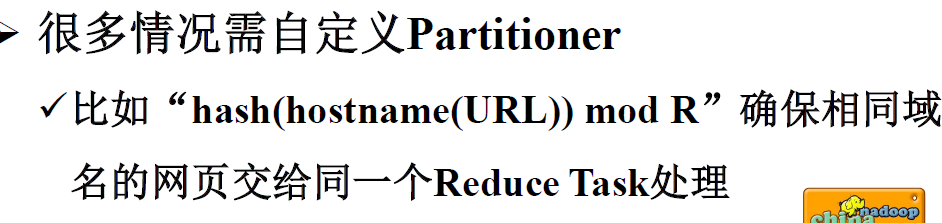 ➢ 很多情况需自定义Partitioner
✓比如“hash(hostname(URL)) mod R”确保相同域
名的网页交给同一个Reduce Task处理
hadoop
china